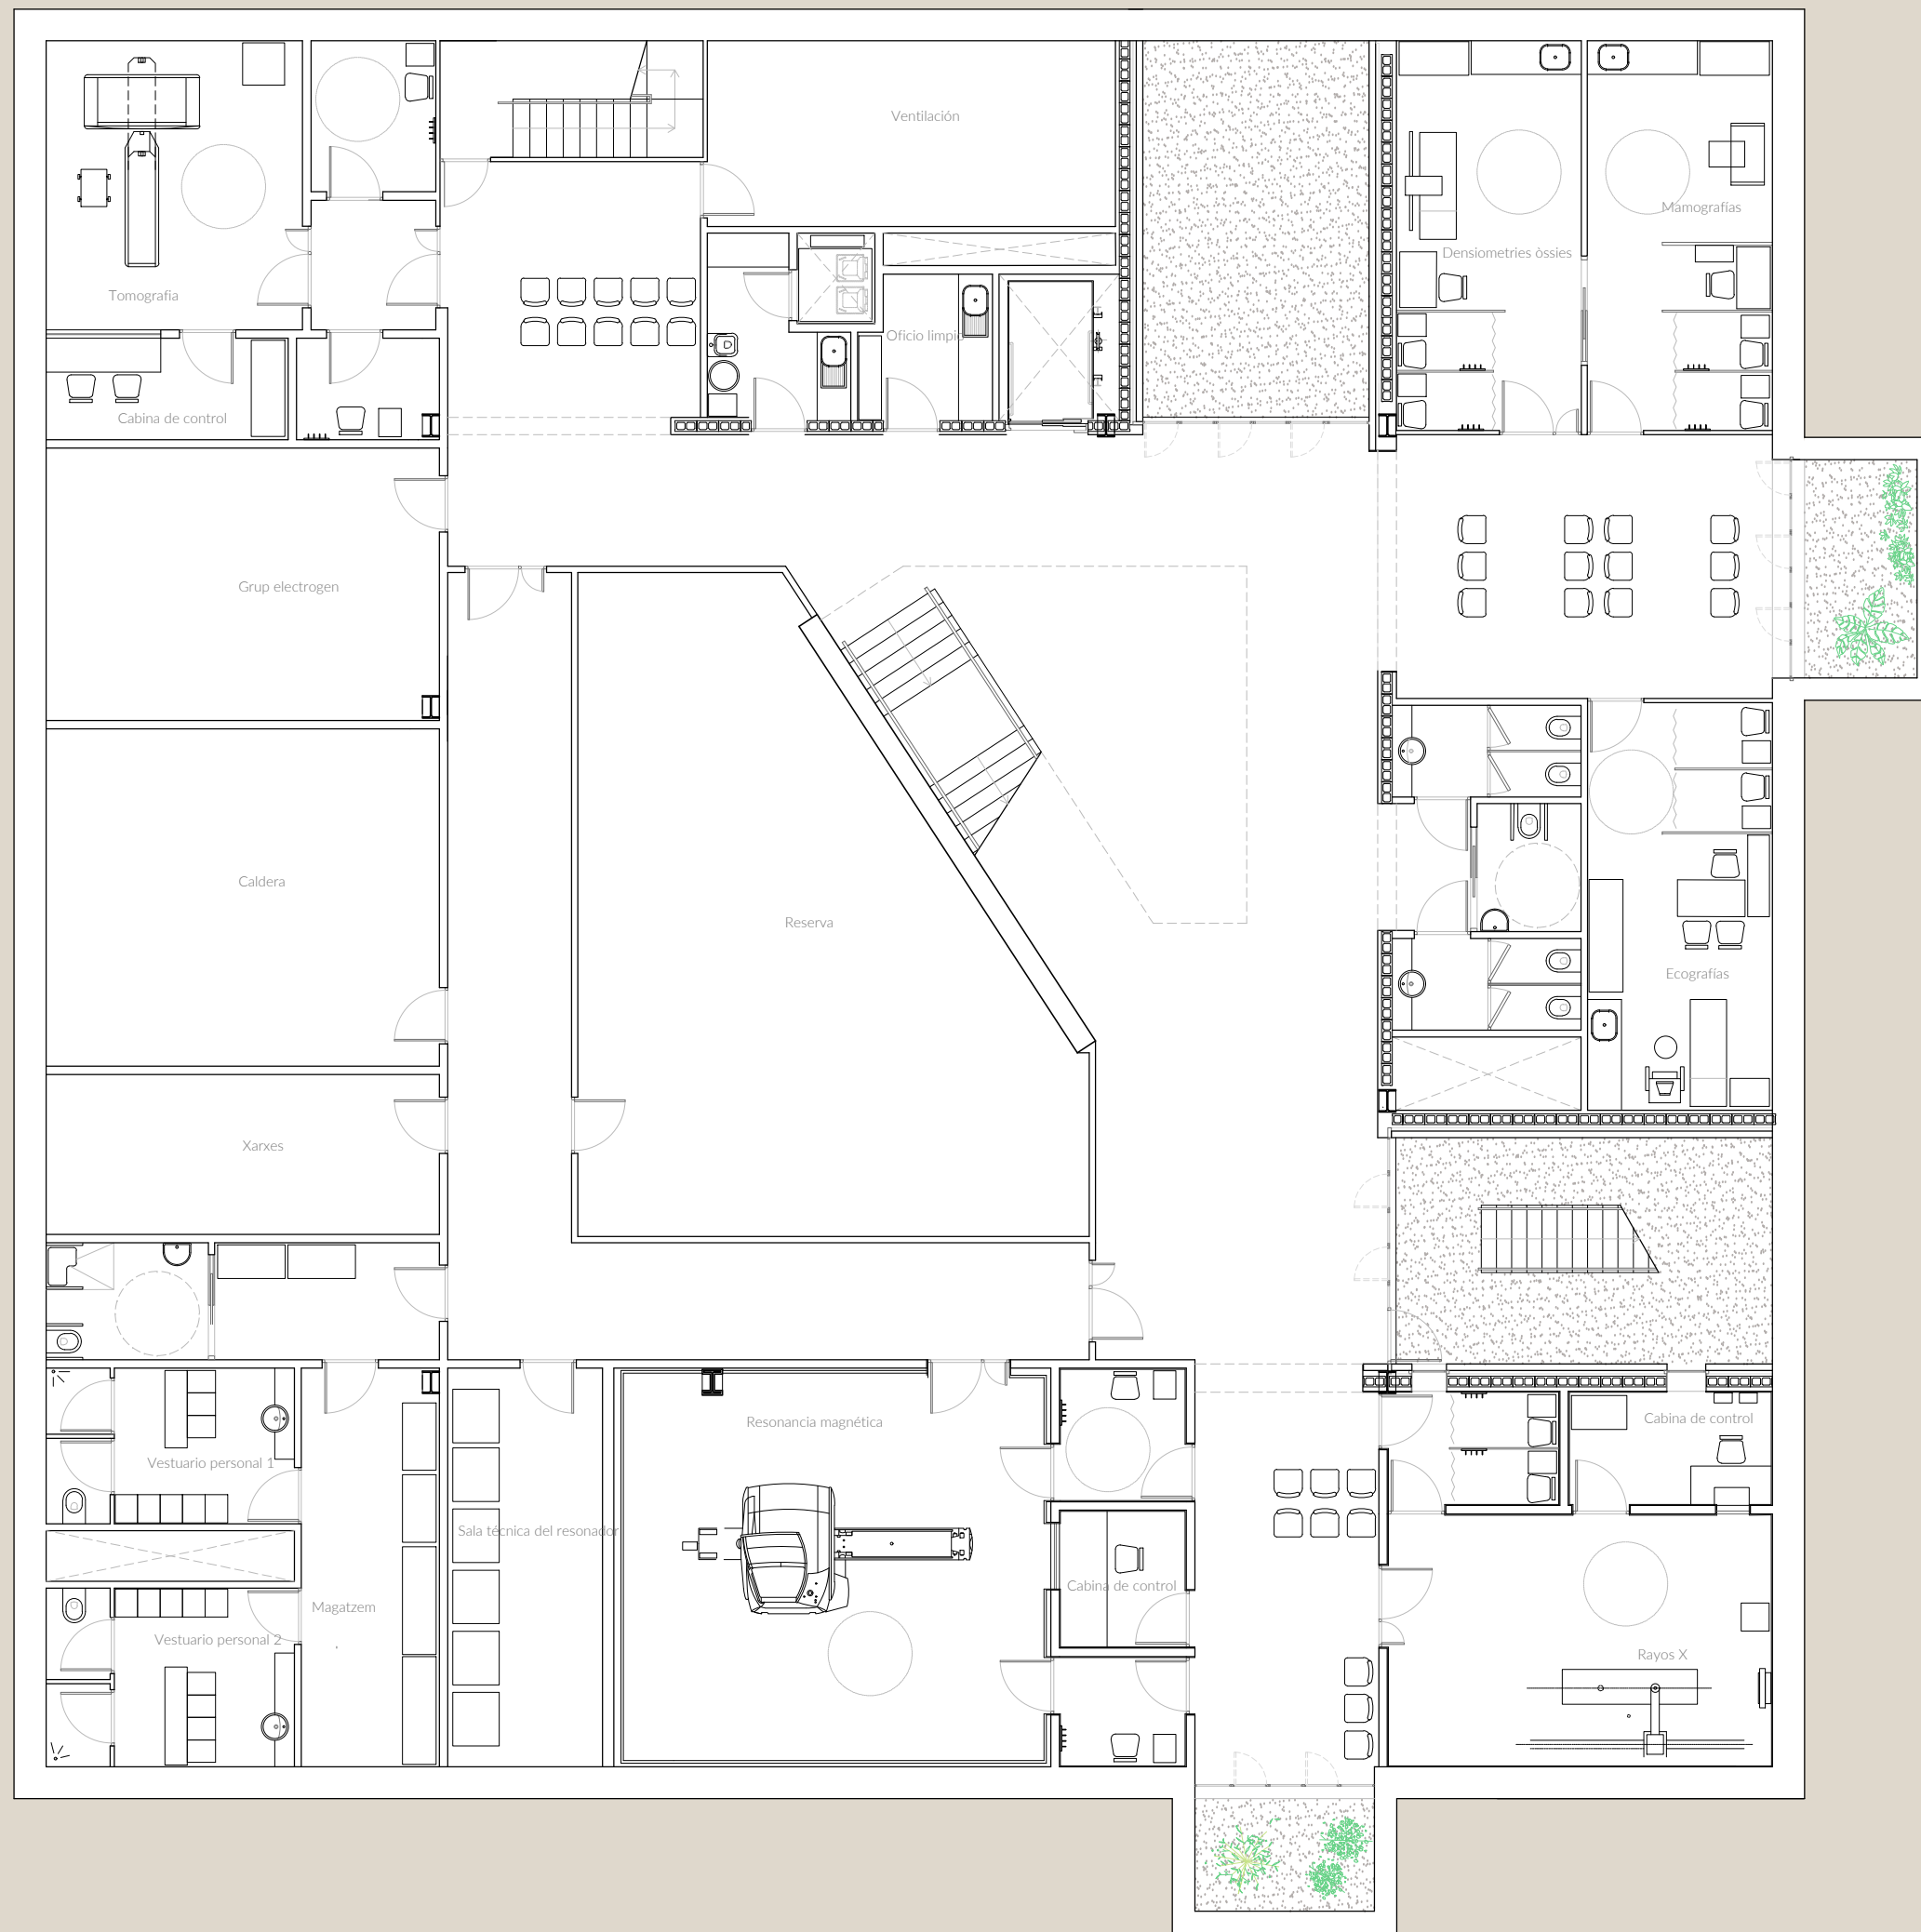 Ventilación
Mamografías
Densiometries òssies
Tomografia
Oficio limpio
Cabina de control
Grup electrogen
Caldera
Reserva
Ecografías
Xarxes
Resonancia magnética
Cabina de control
Vestuario personal 1
Sala técnica del resonador
Cabina de control
Magatzem
Vestuario personal 2
Rayos X